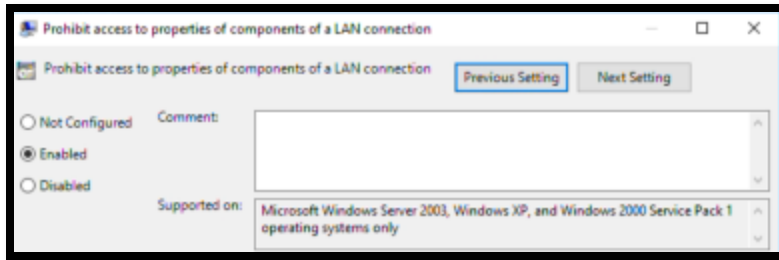 Prohibit access to properties of components of a LAN connection
Prohibit access to properties of components of a LAN connection
Previous Setting
Next Setting
Not Configured
Comment:
Enabled
Disabled
Supported on:
Microsoft Windows Server 2003, Windows XP, and Windows 2000 Service Pack 1
operating systems only